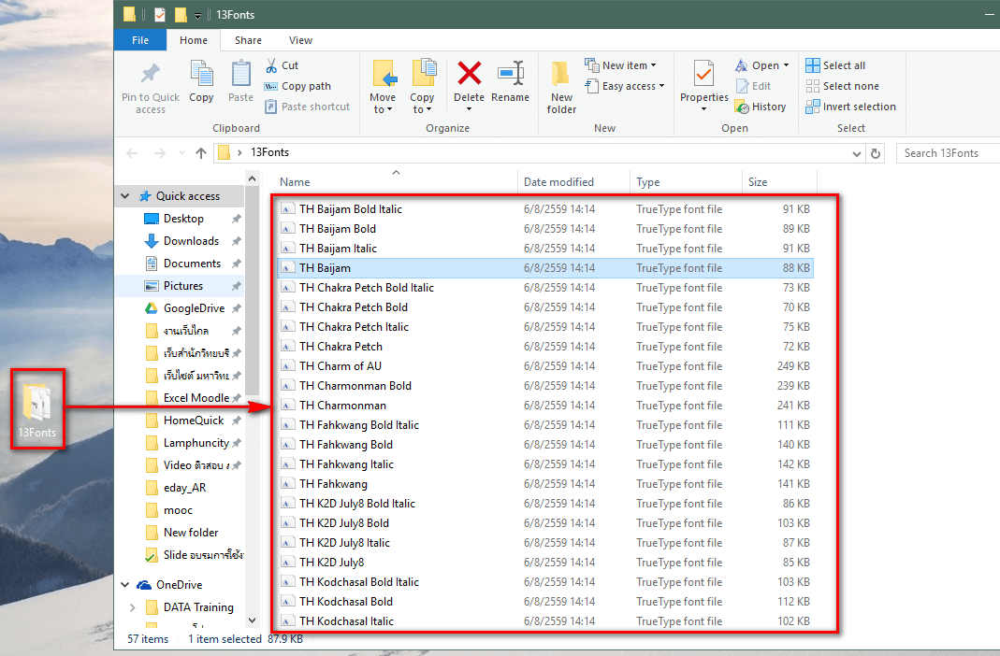 13Fonts
File Home Share View
Pin to Quick access
Copy
Paste
Cut
Copy path
Paste shortcut
Clipboard
Move to
Copy to
Delete
Rename
Organize
New folder
New item
Easy access
New
Properties
Open
Edit
History
Open
Select all
Select none
Invert selection
Select
13Fonts
Search 13Fonts
Quick access
Desktop
Downloads
Documents
Pictures
GoogleDrive
งานเว็บไกล
เว็บสำนักวิทยบริ
เว็บไซต์ มหาวิทย
Excel Moodle
HomeQuick
Lamphuncity
Video ติวสอบ
eday_AR
mooc
New folder
Slide อบรมการใช้ง
OneDrive
DATA Training
13Fonts
Name Date modified Type Size
TH Baijam Bold Italic 6/8/2559 14:14 TrueType font file 91 KB
TH Baijam Bold 6/8/2559 14:14 TrueType font file 89 KB
TH Baijam Italic 6/8/2559 14:14 TrueType font file 91 KB
TH Baijam 6/8/2559 14:14 TrueType font file 88 KB
TH Chakra Petch Bold Italic 6/8/2559 14:14 TrueType font file 73 KB
TH Chakra Petch Bold 6/8/2559 14:14 TrueType font file 70 KB
TH Chakra Petch Italic 6/8/2559 14:14 TrueType font file 75 KB
TH Chakra Petch 6/8/2559 14:14 TrueType font file 72 KB
TH Charm of AU 6/8/2559 14:14 TrueType font file 249 KB
TH Charmonman Bold 6/8/2559 14:14 TrueType font file 239 KB
TH Charmonman 6/8/2559 14:14 TrueType font file 241 KB
TH Fahkwang Bold Italic 6/8/2559 14:14 TrueType font file 111 KB
TH Fahkwang Bold 6/8/2559 14:14 TrueType font file 140 KB
TH Fahkwang Italic 6/8/2559 14:14 TrueType font file 142 KB
TH Fahkwang 6/8/2559 14:14 TrueType font file 141 KB
TH K2D July8 Bold Italic 6/8/2559 14:14 TrueType font file 86 KB
TH K2D July8 Bold 6/8/2559 14:14 TrueType font file 103 KB
TH K2D July8 Italic 6/8/2559 14:14 TrueType font file 87 KB
TH K2D July8 6/8/2559 14:14 TrueType font file 85 KB
TH Kodchasal Bold Italic 6/8/2559 14:14 TrueType font file 103 KB
TH Kodchasal Bold 6/8/2559 14:14 TrueType font file 112 KB
TH Kodchasal Italic 6/8/2559 14:14 TrueType font file 102 KB
57 items 1 item selected 87.9 KB